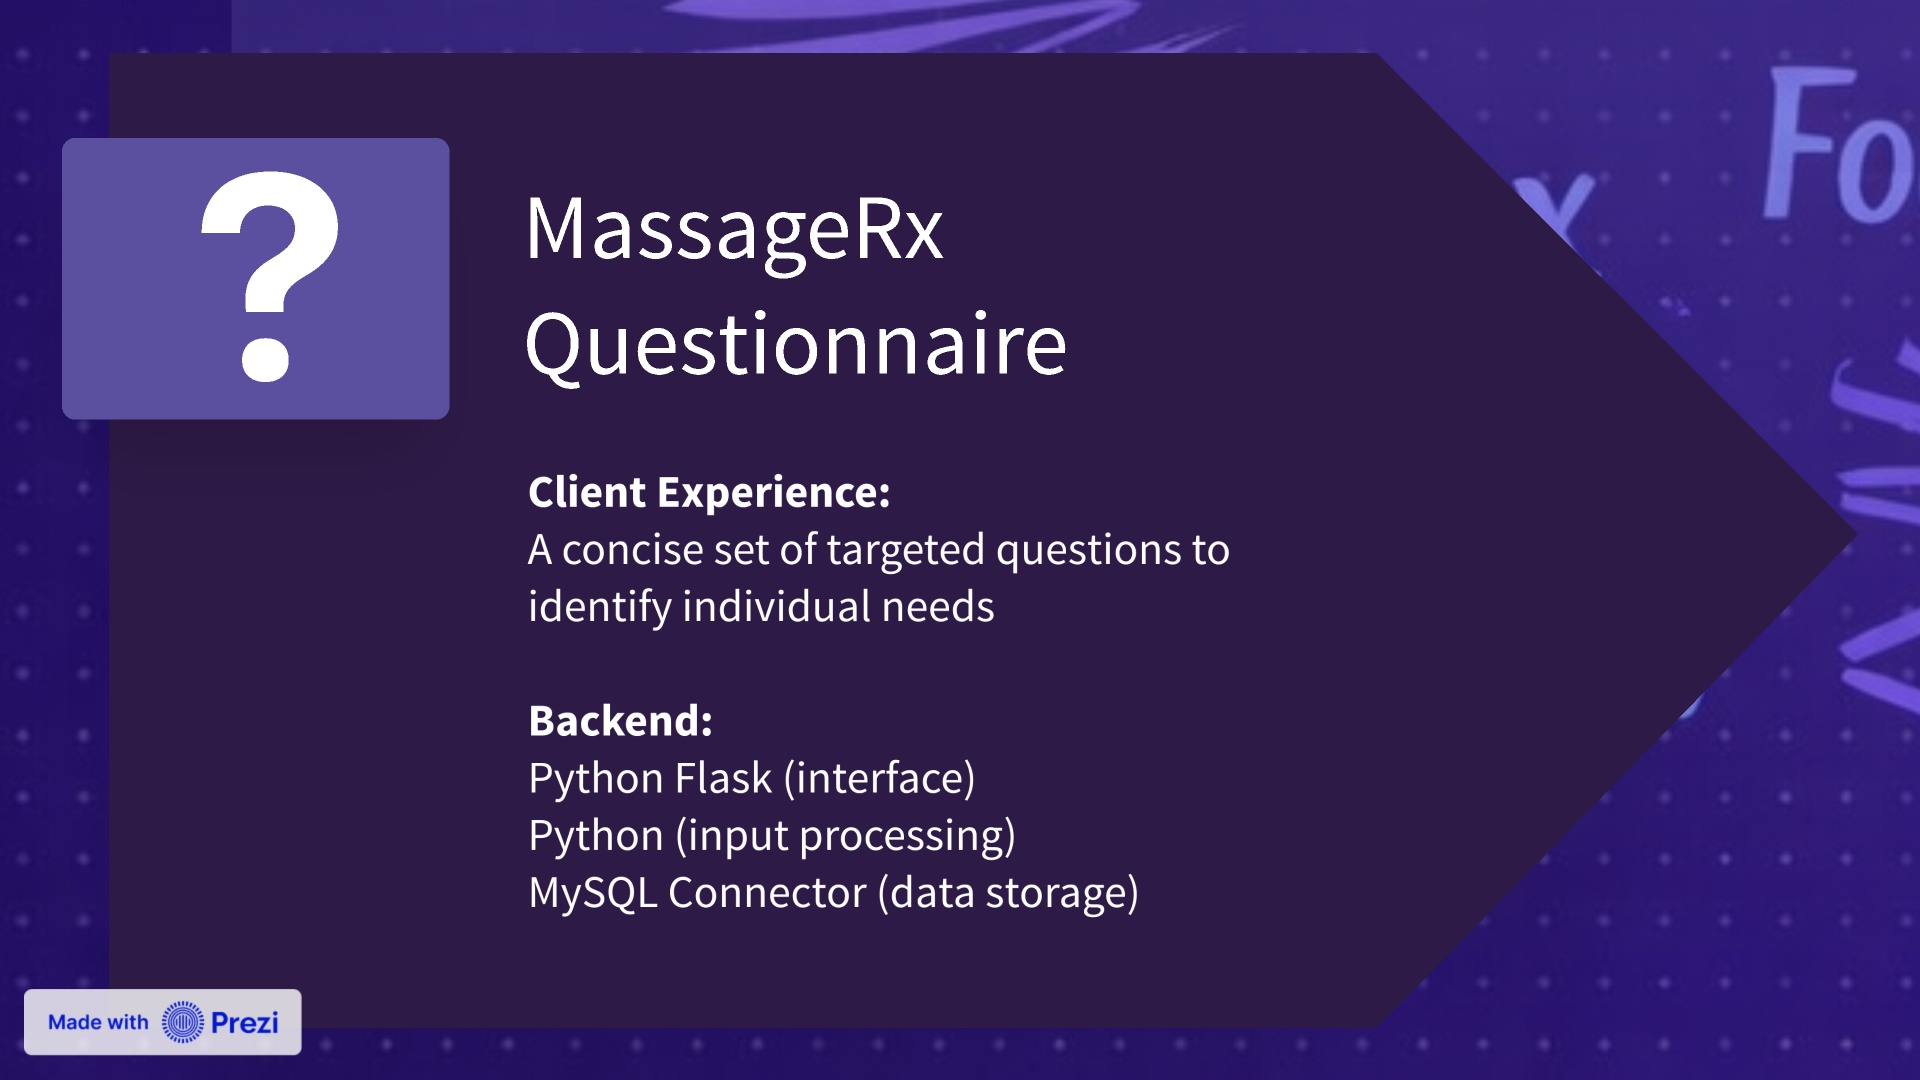 ?
MassageRx
Questionnaire
Client Experience:
A concise set of targeted questions to
identify individual needs
Backend:
Python Flask (interface)
Python (input processing)
MySQL Connector (data storage)
Made with Prezi
Fo
x